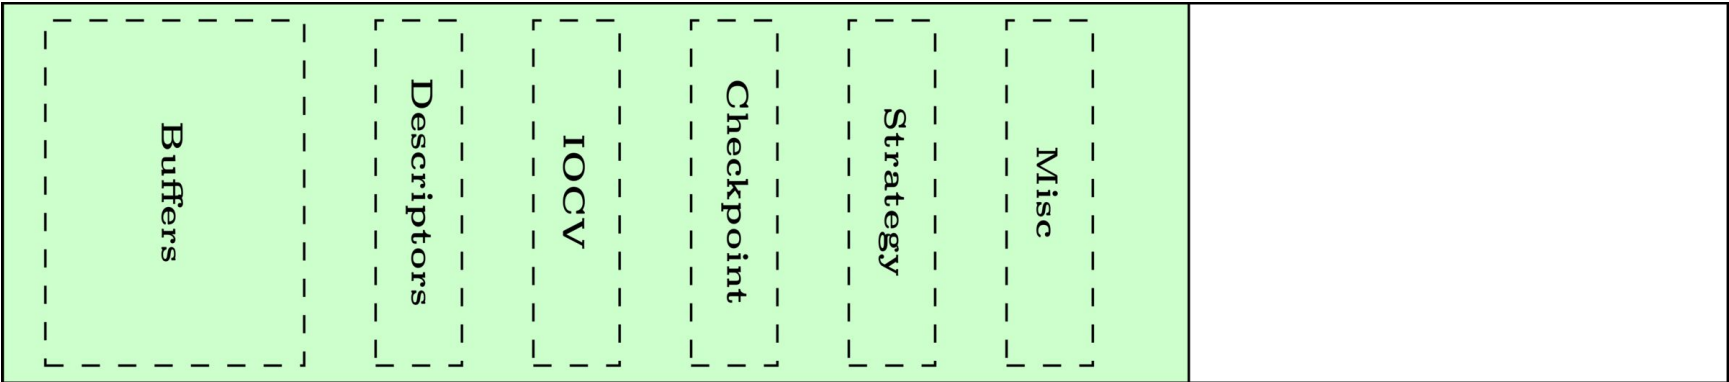 Buffers
Descriptors
IOCV
Checkpoint
Strategy
Misc